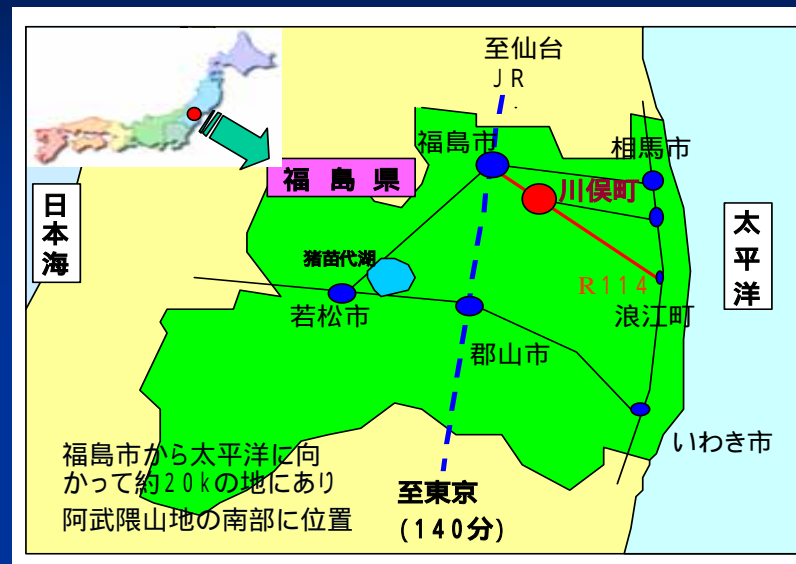 至仙台
JR
福島市
相馬市
福島県
川俣町
日本海
太平洋
猪苗代湖
R114
若松市
浪江町
郡山市
いわき市
福島市から太平洋に向
かって約20kの地にあり
阿武隈山地の南部に位置
至東京
(140分)